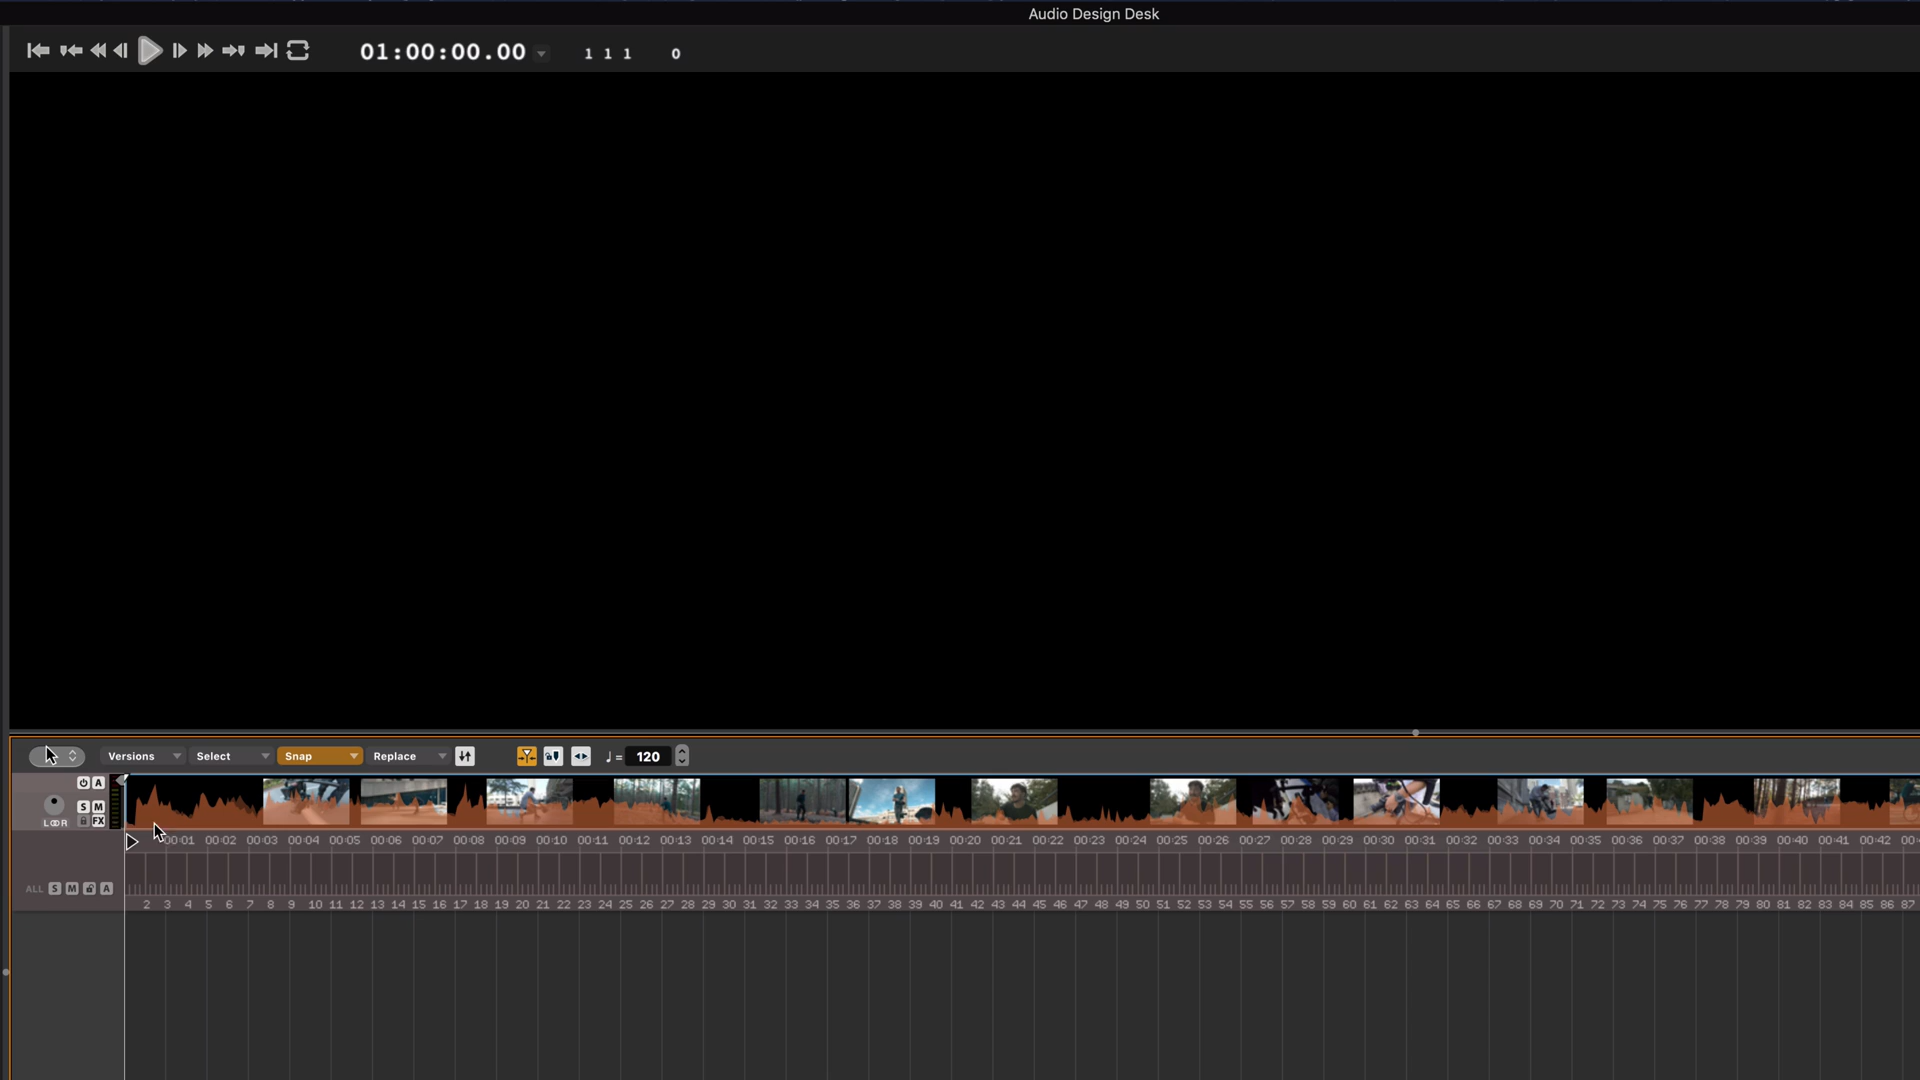 Audio Design Desk
01:00:00.00 1 1 1 0
Versions Select Snap Replace ♩= 120
A
S M
LOOR FX
00:01 00:02 00:03 00:04 00:05 00:06 00:07 00:08 00:09 00:10 00:11 00:12 00:13 00:14 00:15 00:16 00:17 00:18 00:19 00:20 00:21 00:22 00:23 00:24 00:25 00:26 00:27 00:28 00:29 00:30 00:31 00:32 00:33 00:34 00:35 00:36 00:37 00:38 00:39 00:40 00:41 00:42
ALL S M A
2 3 4 5 6 7 8 9 10 11 12 13 14 15 16 17 18 19 20 21 22 23 24 25 26 27 28 29 30 31 32 33 34 35 36 37 38 39 40 41 42 43 44 45 46 47 48 49 50 51 52 53 54 55 56 57 58 59 60 61 62 63 64 65 66 67 68 69 70 71 72 73 74 75 76 77 78 79 80 81 82 83 84 85 86 87